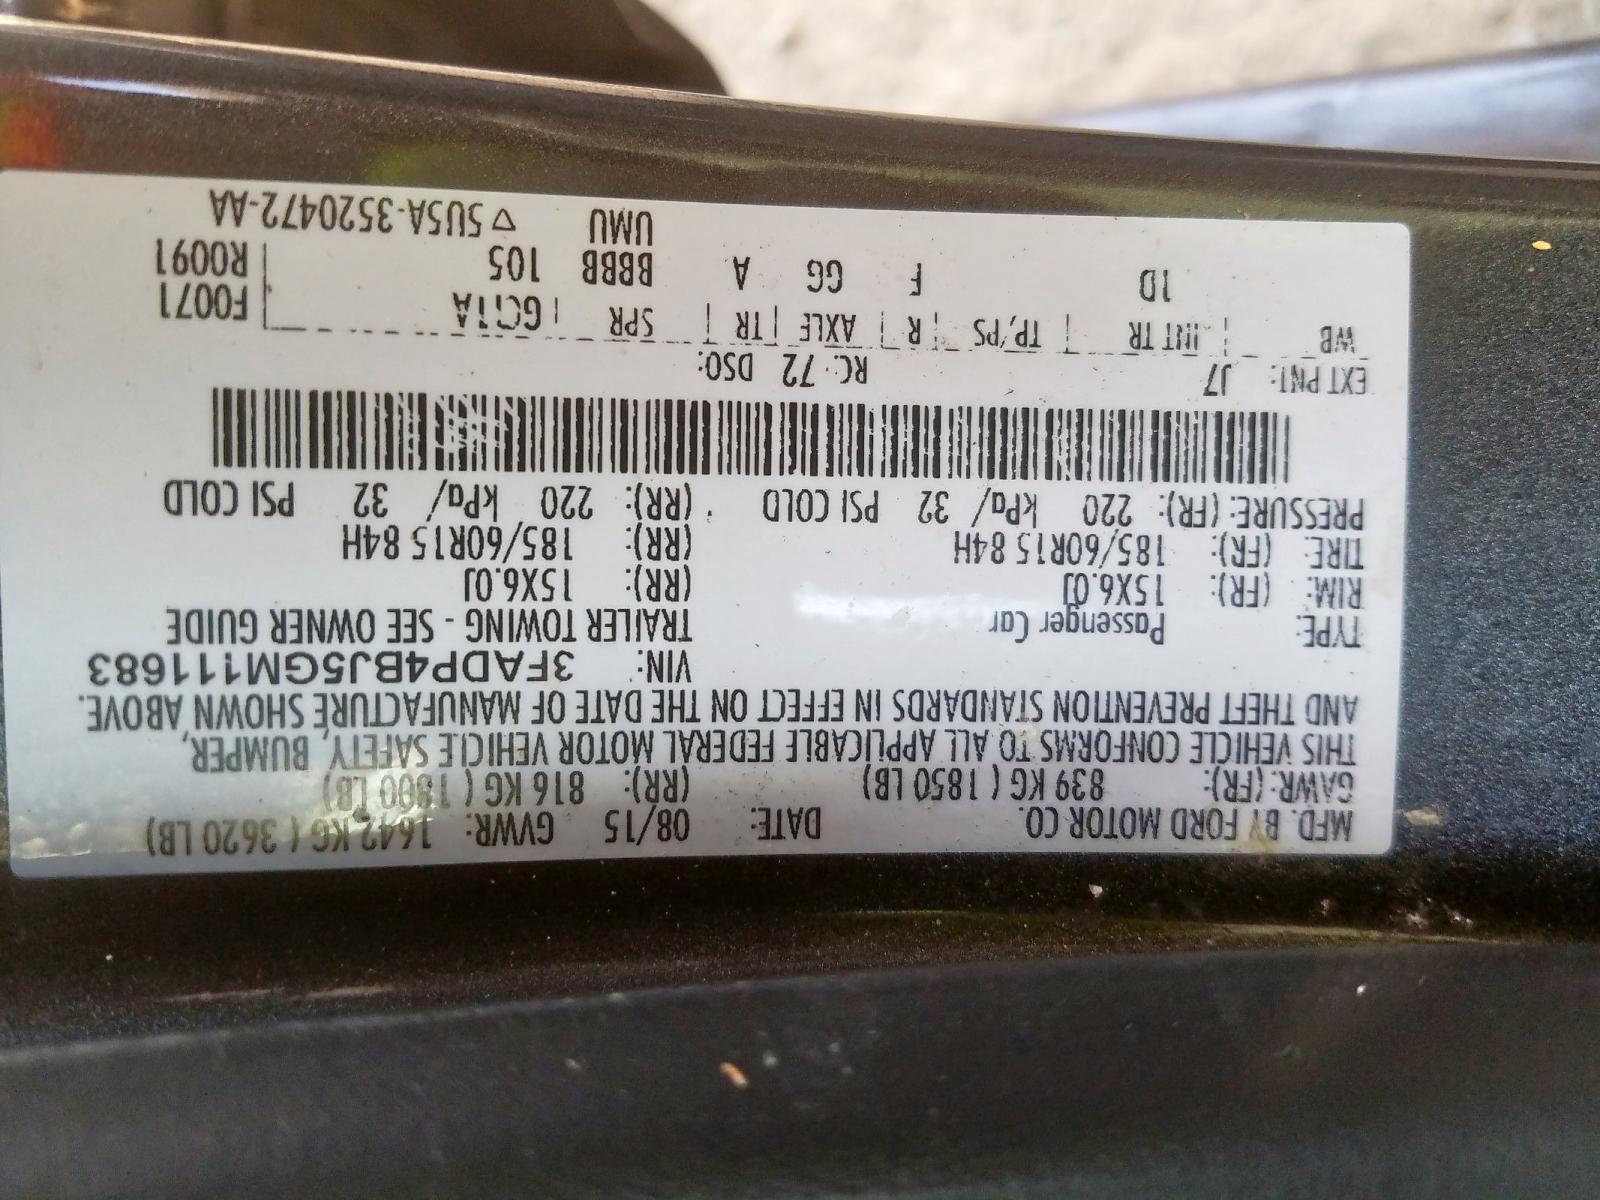 MFD. BY FORD MOTOR CO. DATE: 08/15 GVWR: 1642 KG ( 3620 LB)
GAWR: (FR): 839 KG ( 1850 LB) (RR): 816 KG ( 1800 LB)
THIS VEHICLE CONFORMS TO ALL APPLICABLE FEDERAL MOTOR VEHICLE SAFETY, BUMPER,
AND THEFT PREVENTION STANDARDS IN EFFECT ON THE DATE OF MANUFACTURE SHOWN ABOVE.
VIN: 3FADP4BJ5GM111683
TYPE: Passenger Car TRAILER TOWING - SEE OWNER GUIDE
RIM: (FR): 15X6.0J (RR): 15X6.0J
TIRE: (FR): 185/60R15 84H (RR): 185/60R15 84H
PRESSURE: (FR): 220 kPa/ 32 PSI COLD (RR): 220 kPa/ 32 PSI COLD
EXT PNT: J7 RC: 72 DSO:
WB INT TR TP/PS R AXLE TR SPR GC11A F0071
1D F GG A BBBB 105 R0091
UMU ▽ 5U5A-3520472-AA